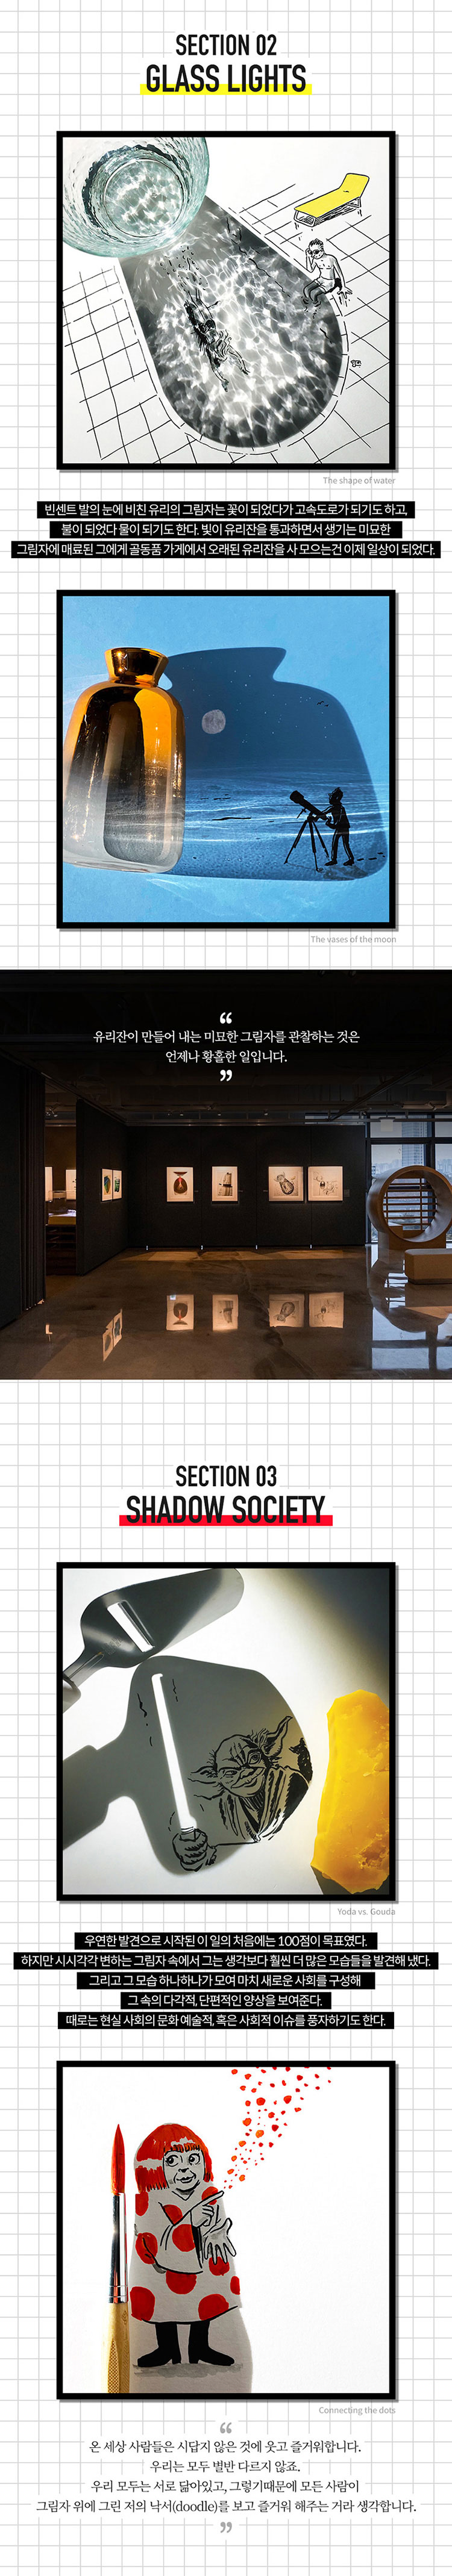 SECTION 02
GLASS LIGHTS
The shape of water
빈센트 발의 눈에 비친 유리의 그림자는 꽃이 되었다가 고속도로가 되기도 하고,
불이 되었다 물이 되기도 한다. 빛이 유리잔을 통과하면서 생기는 미묘한
그림자에 매료된 그에게 골동품 가게에서 오래된 유리잔을 사 모으는건 이제 일상이 되었다.
The vases of the moon
“
유리잔이 만들어 내는 미묘한 그림자를 관찰하는 것은
언제나 황홀한 일입니다.
”
SECTION 03
SHADOW SOCIETY
Yoda vs. Gouda
우연한 발견으로 시작된 이 일의 처음에는 100점이 목표였다.
하지만 시시각각 변하는 그림자 속에서 그는 생각보다 훨씬 더 많은 모습들을 발견해 냈다.
그리고 그 모습 하나하나가 모여 마치 새로운 사회를 구성해
그 속의 다각적, 단편적인 양상을 보여준다.
때로는 현실 사회의 문화 예술적, 혹은 사회적 이슈를 풍자하기도 한다.
Connecting the dots
“
온 세상 사람들은 시답지 않은 것에 웃고 즐거워합니다.
우리는 모두 별반 다르지 않죠.
우리 모두는 서로 닮아있고, 그렇기때문에 모든 사람이
그림자 위에 그린 저의 낙서(doodle)를 보고 즐거워 해주는 거라 생각합니다.
”